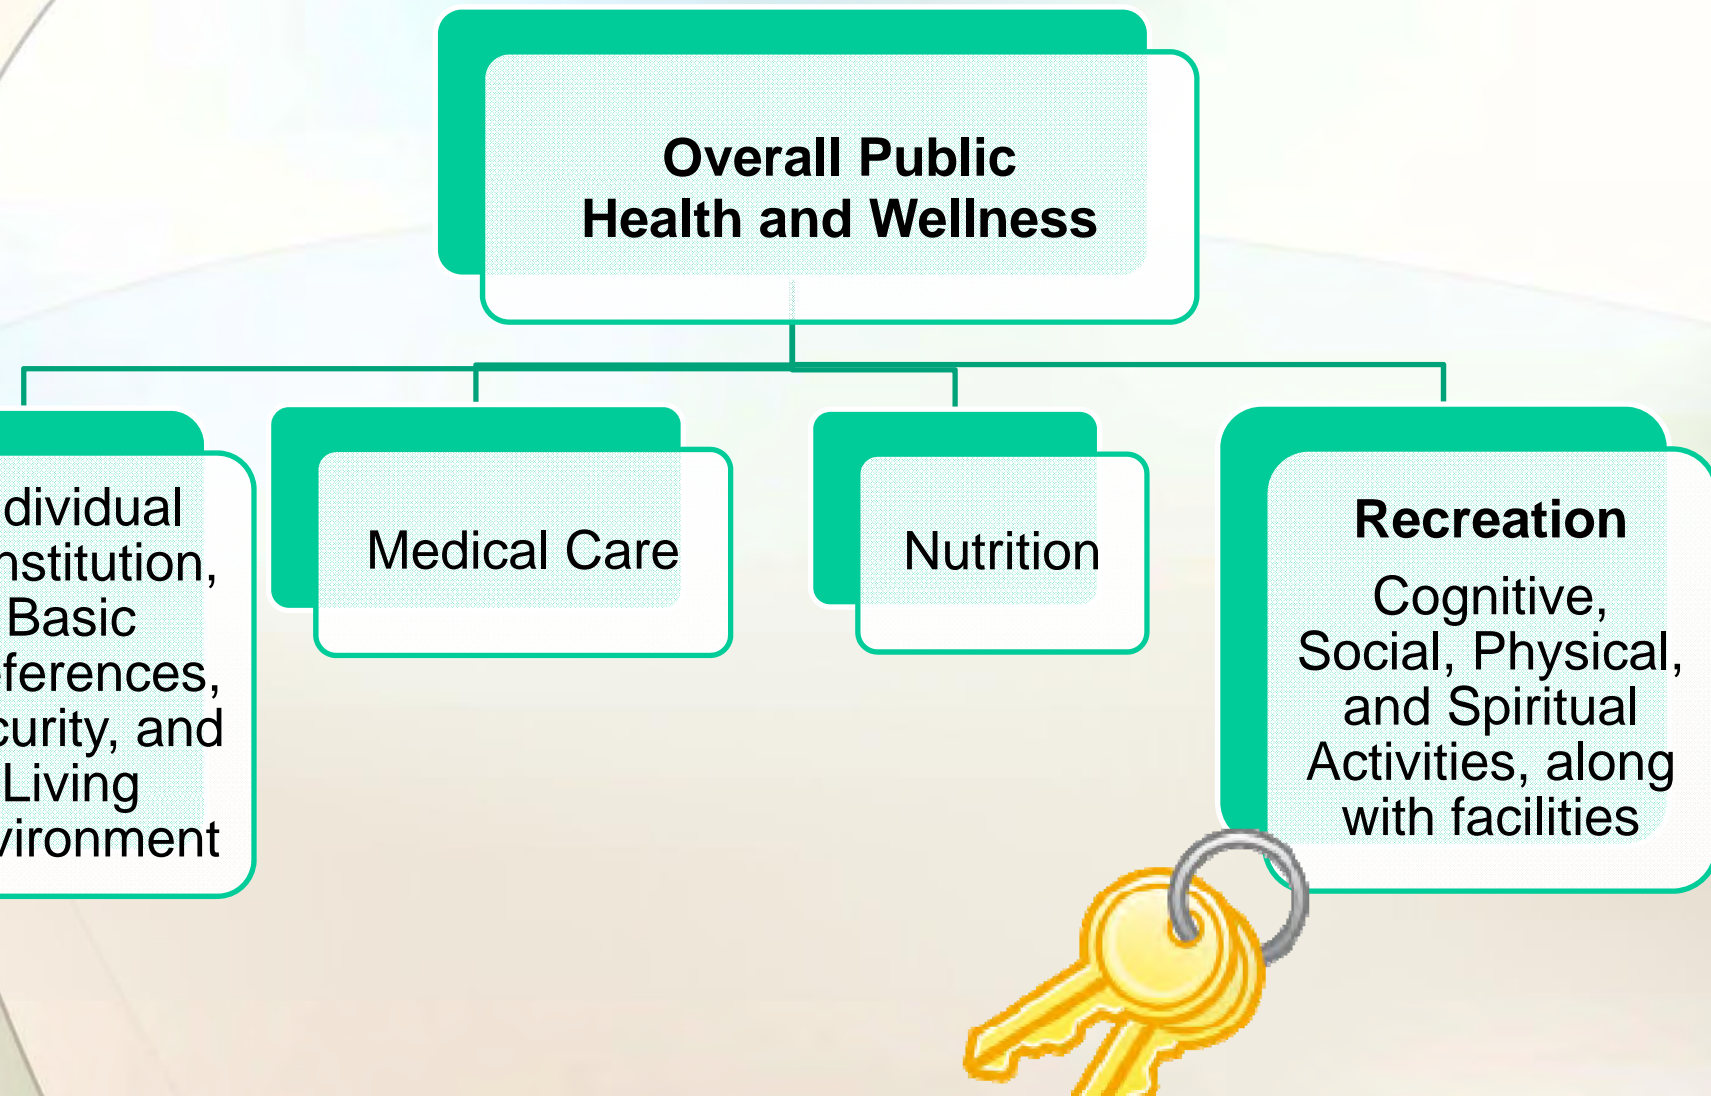 Overall Public
Health and Wellness
dividual
nstitution,
Basic
ferences,
curity, and
Living
vironment
Medical Care
Nutrition
Recreation
Cognitive,
Social, Physical,
and Spiritual
Activities, along
with facilities